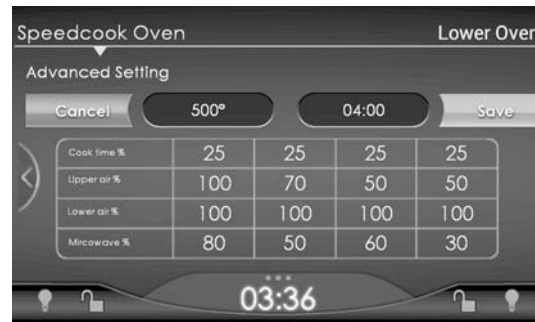 Speedcook Oven Lower Oven
Advanced Setting
Cancel 500° 04:00 Save
Cook time % 25 25 25 25
Upper air % 100 70 50 50
Lower air % 100 100 100 100
Mircowave % 80 50 60 30
03:36